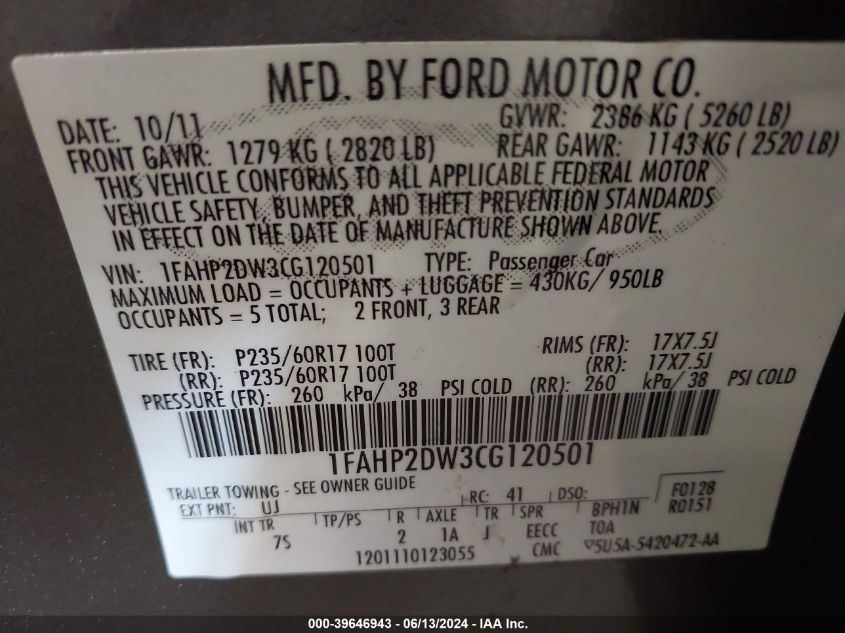 MFD. BY FORD MOTOR CO.
DATE: 10/11 GVWR: 2386 KG ( 5260 LB)
FRONT GAWR: 1279 KG ( 2820 LB) REAR GAWR: 1143 KG ( 2520 LB)
THIS VEHICLE CONFORMS TO ALL APPLICABLE FEDERAL MOTOR
VEHICLE SAFETY, BUMPER, AND THEFT PREVENTION STANDARDS
IN EFFECT ON THE DATE OF MANUFACTURE SHOWN ABOVE.
VIN: 1FAHP2DW3CG120501 TYPE: Passenger Car
MAXIMUM LOAD = OCCUPANTS + LUGGAGE = 430KG/ 950LB
OCCUPANTS = 5 TOTAL; 2 FRONT, 3 REAR
TIRE (FR): P235/60R17 100T RIMS (FR): 17X7.5J
(RR): P235/60R17 100T (RR): 17X7.5J
PRESSURE (FR): 260 kPa/ 38 PSI COLD (RR): 260 kPa/ 38 PSI COLD
1FAHP2DW3CG120501
TRAILER TOWING - SEE OWNER GUIDE
EXT PNT: UJ RC: 41 DSO: F0128
R0151
INT TR TP/PS R AXLE TR SPR BPH1N
7S 2 1A J EECC TOA
1201110123055 CMC 5U5A-5420472-AA
000-39646943 - 06/13/2024 - IAA Inc.